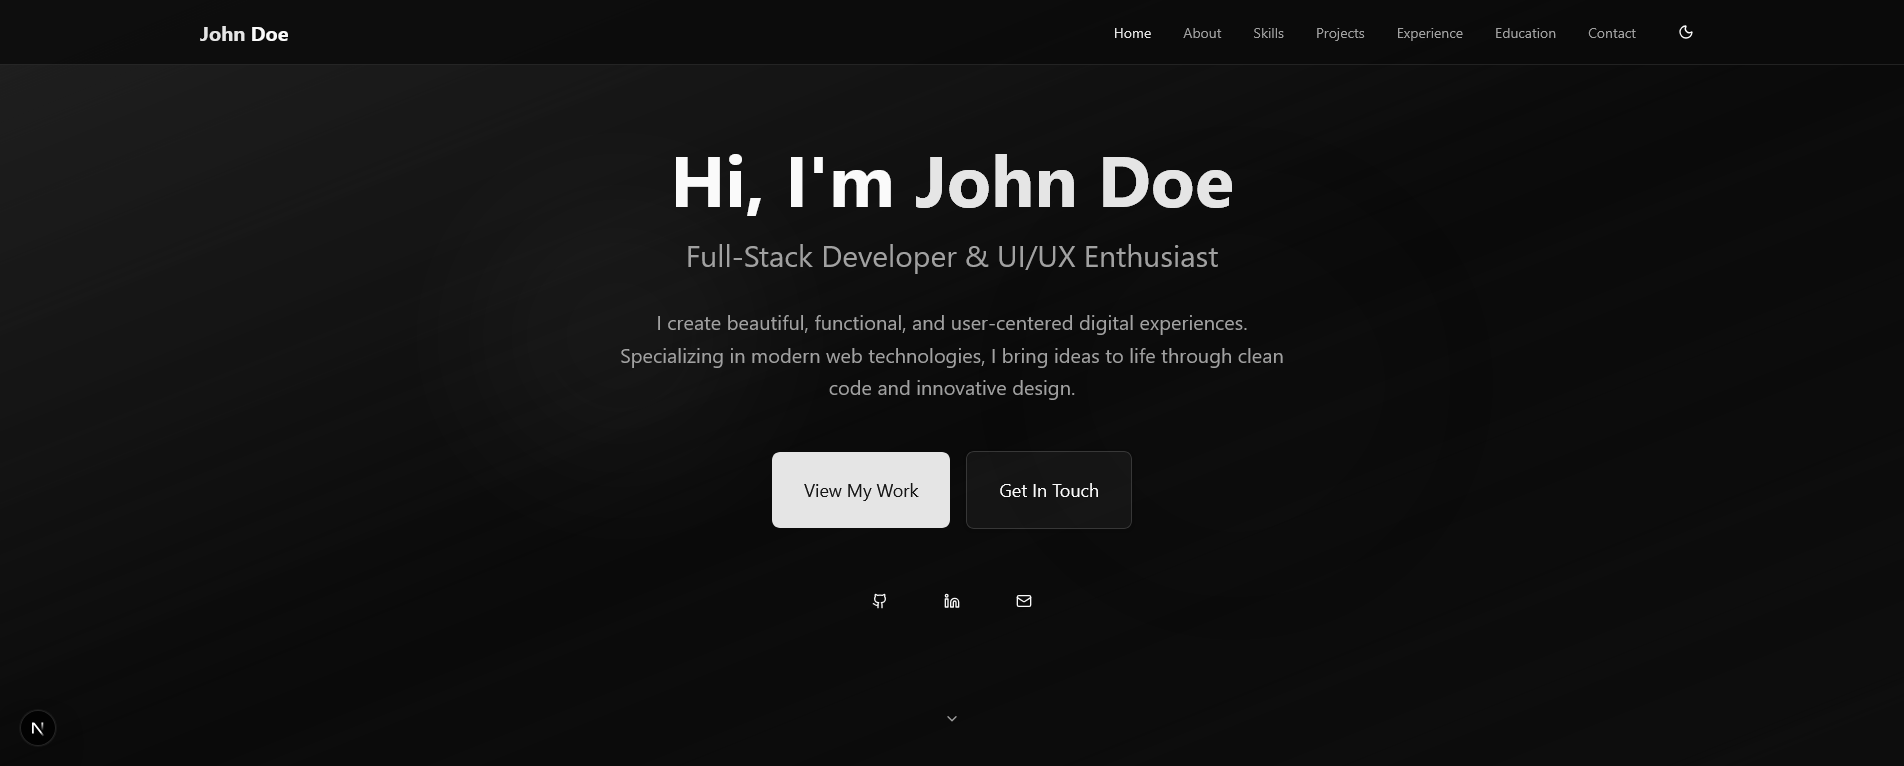 John Doe
Home About Skills Projects Experience Education Contact
Hi, I'm John Doe
Full-Stack Developer & UI/UX Enthusiast
I create beautiful, functional, and user-centered digital experiences.
Specializing in modern web technologies, I bring ideas to life through clean
code and innovative design.
View My Work Get In Touch
N